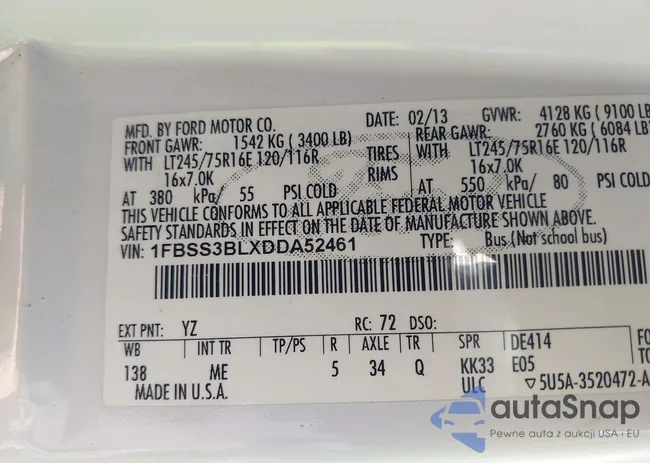 MFD. BY FORD MOTOR CO. DATE: 02/13 GVWR: 4128 KG ( 9100 LB
FRONT GAWR: 1542 KG ( 3400 LB) REAR GAWR: 2760 KG ( 6084 LB
WITH LT245/75R16E 120/116R TIRES WITH LT245/75R16E 120/116R
16x7.0K RIMS 16x7.0K
AT 380 kPa/ 55 PSI COLD AT 550 kPa/ 80 PSI COLD
THIS VEHICLE CONFORMS TO ALL APPLICABLE FEDERAL MOTOR VEHICLE
SAFETY STANDARDS IN EFFECT ON THE DATE OF MANUFACTURE SHOWN ABOVE.
VIN: 1FBSS3BLXDDA52461 TYPE: Bus (Not school bus)
EXT PNT: YZ RC: 72 DSO:
WB INT TR TP/PS R AXLE TR SPR DE414 FO
138 ME 5 34 Q KK33 E05 TO
MADE IN U.S.A. ULC ▽5U5A-3520472-A
autaSnap
Pewne auta z aukcji USA i EU